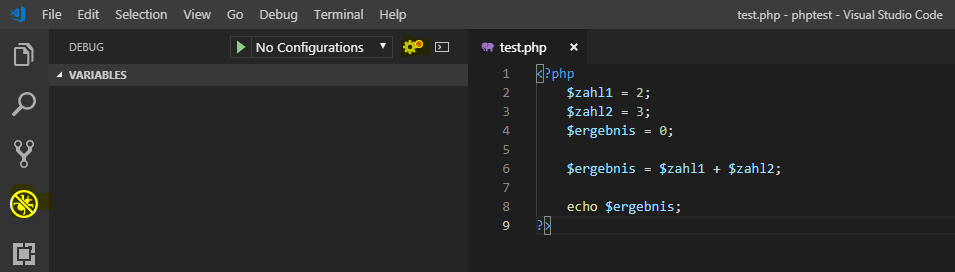 File Edit Selection View Go Debug Terminal Help test.php - phptest - Visual Studio Code
DEBUG No Configurations test.php
VARIABLES
1 <?php
2 $zahl1 = 2;
3 $zahl2 = 3;
4 $ergebnis = 0;
5
6 $ergebnis = $zahl1 + $zahl2;
7
8 echo $ergebnis;
9 ?>